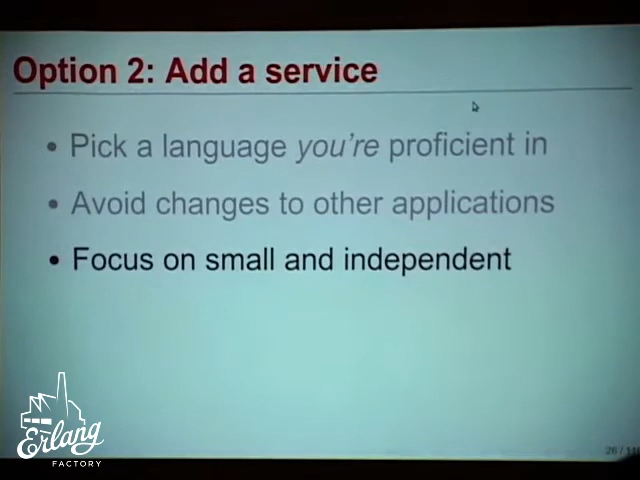 Option 2: Add a service
• Pick a language you're proficient in
• Avoid changes to other applications
• Focus on small and independent
Erlang
FACTORY